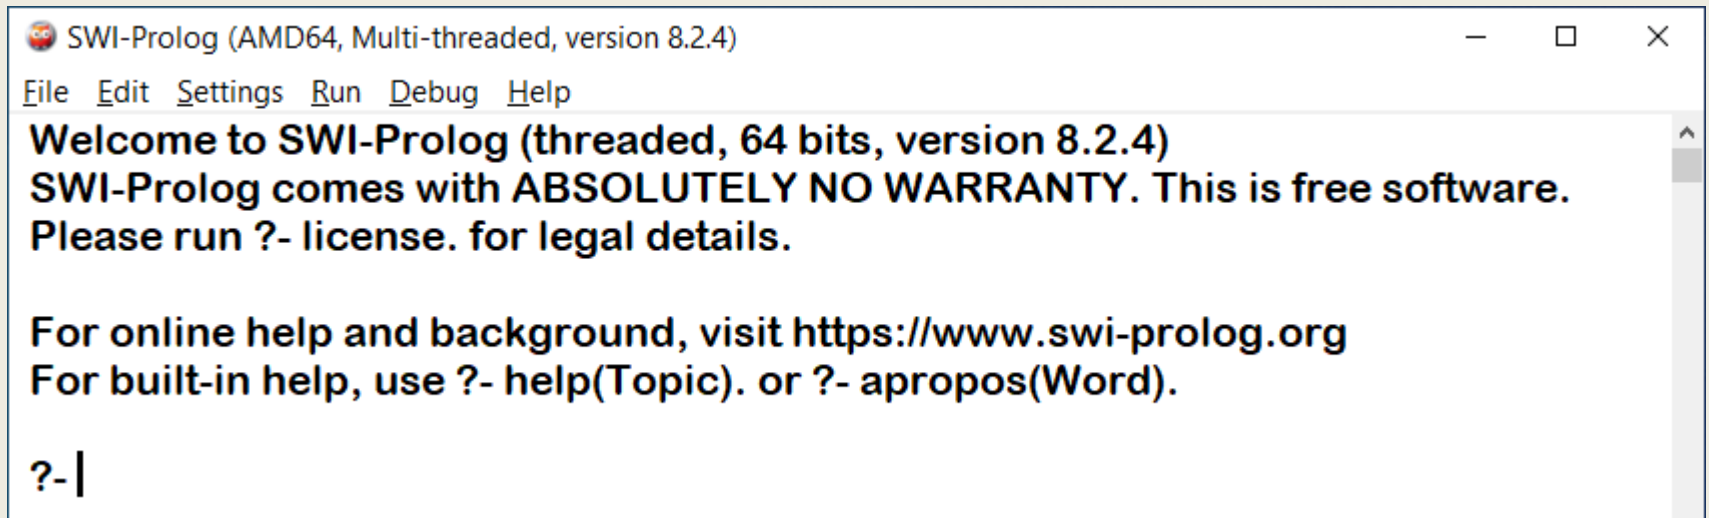 SWI-Prolog (AMD64, Multi-threaded, version 8.2.4)
File Edit Settings Run Debug Help
Welcome to SWI-Prolog (threaded, 64 bits, version 8.2.4)
SWI-Prolog comes with ABSOLUTELY NO WARRANTY. This is free software.
Please run ?- license. for legal details.
For online help and background, visit https://www.swi-prolog.org
For built-in help, use ?- help(Topic). or ?- apropos(Word).
?-